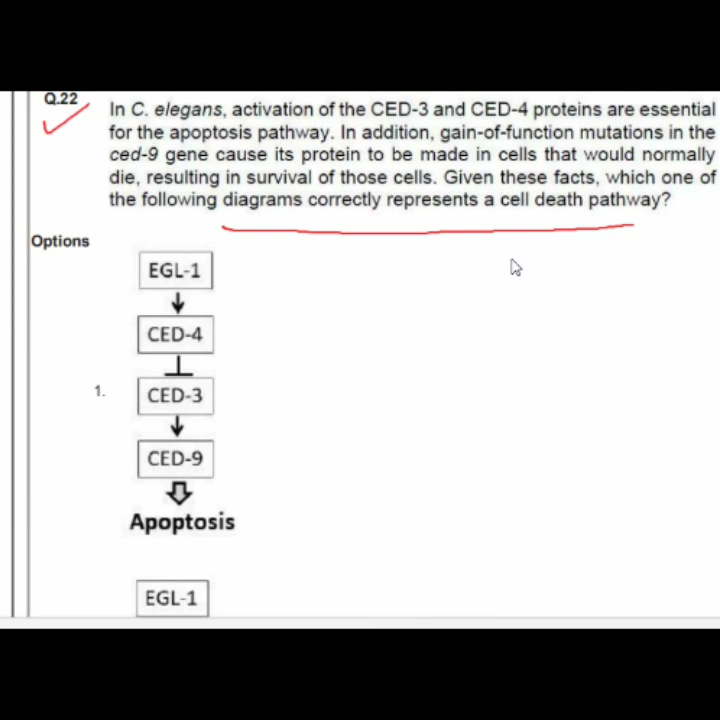 Q.22
In C. elegans, activation of the CED-3 and CED-4 proteins are essential
for the apoptosis pathway. In addition, gain-of-function mutations in the
ced-9 gene cause its protein to be made in cells that would normally
die, resulting in survival of those cells. Given these facts, which one of
the following diagrams correctly represents a cell death pathway?
Options
1.
EGL-1
CED-4
CED-3
CED-9
Apoptosis
EGL-1